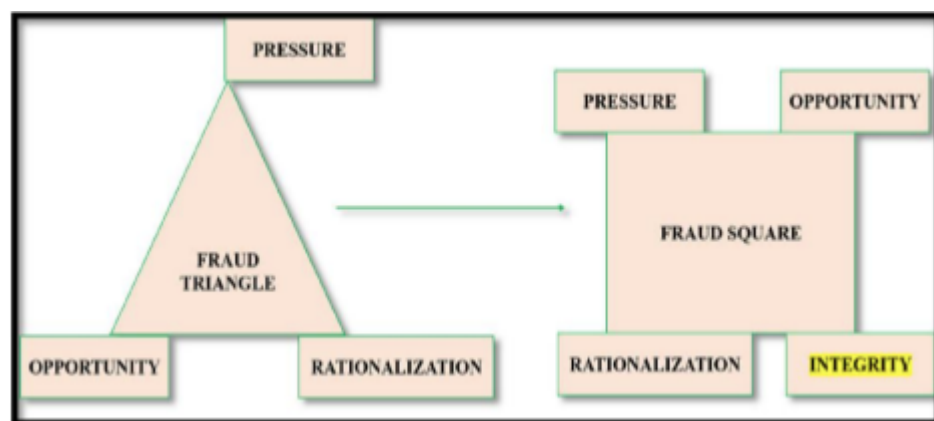 PRESSURE
FRAUD
TRIANGLE
OPPORTUNITY
RATIONALIZATION
PRESSURE
OPPORTUNITY
FRAUD SQUARE
RATIONALIZATION
INTEGRITY